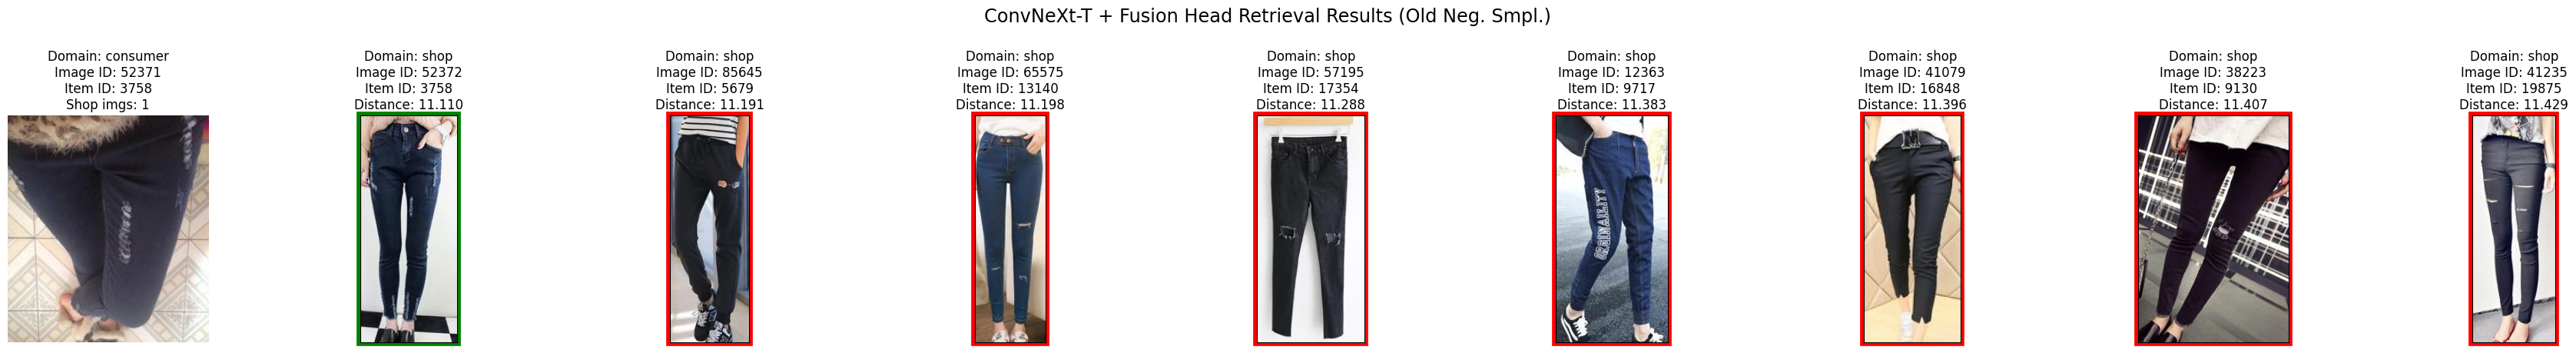 ConvNeXt-T + Fusion Head Retrieval Results (Old Neg. Smpl.)
Domain: consumer
Image ID: 52371
Item ID: 3758
Shop imgs: 1
Domain: shop
Image ID: 52372
Item ID: 3758
Distance: 11.110
Domain: shop
Image ID: 85645
Item ID: 5679
Distance: 11.191
Domain: shop
Image ID: 65575
Item ID: 13140
Distance: 11.198
Domain: shop
Image ID: 57195
Item ID: 17354
Distance: 11.288
Domain: shop
Image ID: 12363
Item ID: 9717
Distance: 11.383
Domain: shop
Image ID: 41079
Item ID: 16848
Distance: 11.396
Domain: shop
Image ID: 38223
Item ID: 9130
Distance: 11.407
Domain: shop
Image ID: 41235
Item ID: 19875
Distance: 11.429